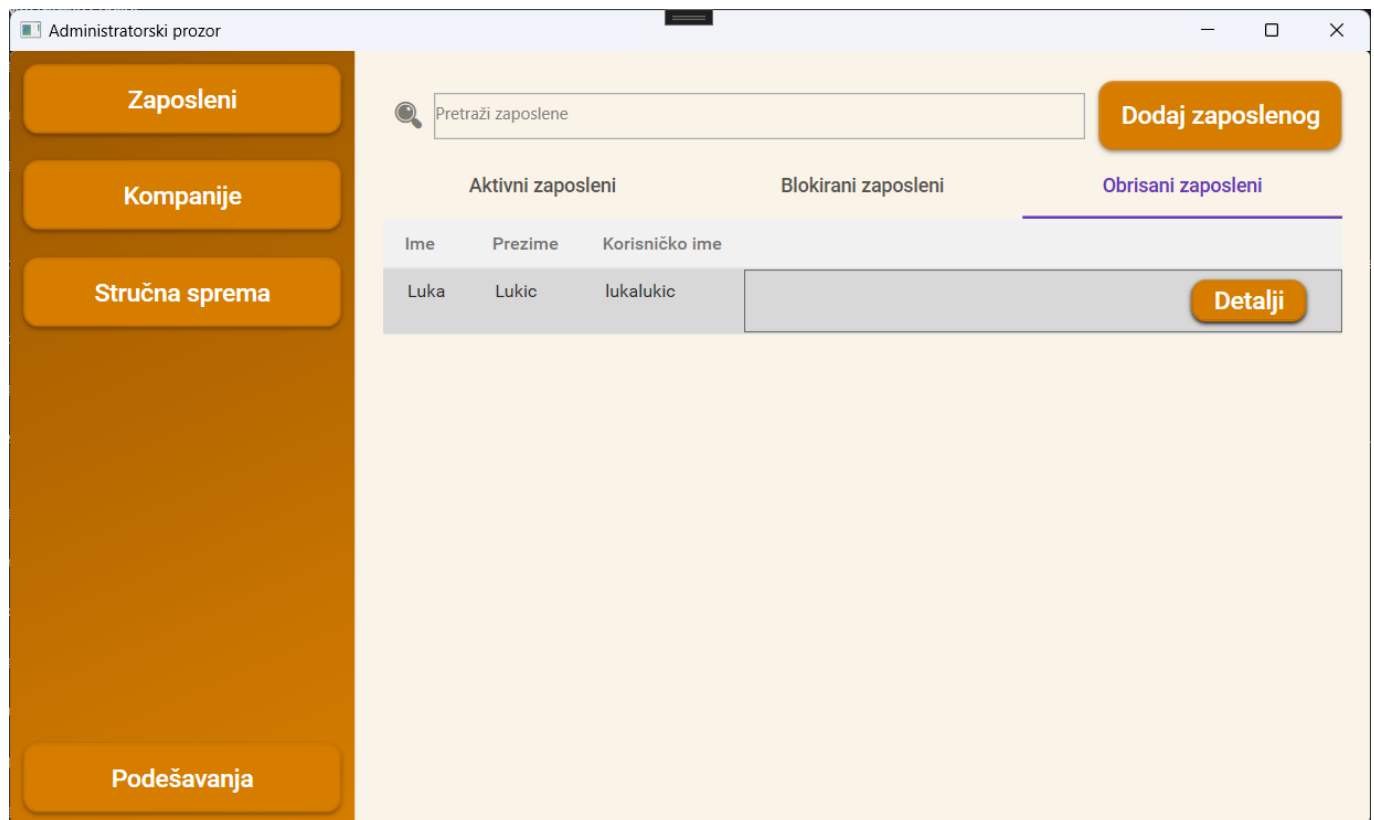 Administratorski prozor
Zaposleni
Kompanije
Stručna sprema
Podešavanja
Pretraži zaposlene
Dodaj zaposlenog
Aktivni zaposleni Blokirani zaposleni Obrisani zaposleni
Ime Prezime Korisničko ime
Luka Lukic lukalukic Detalji